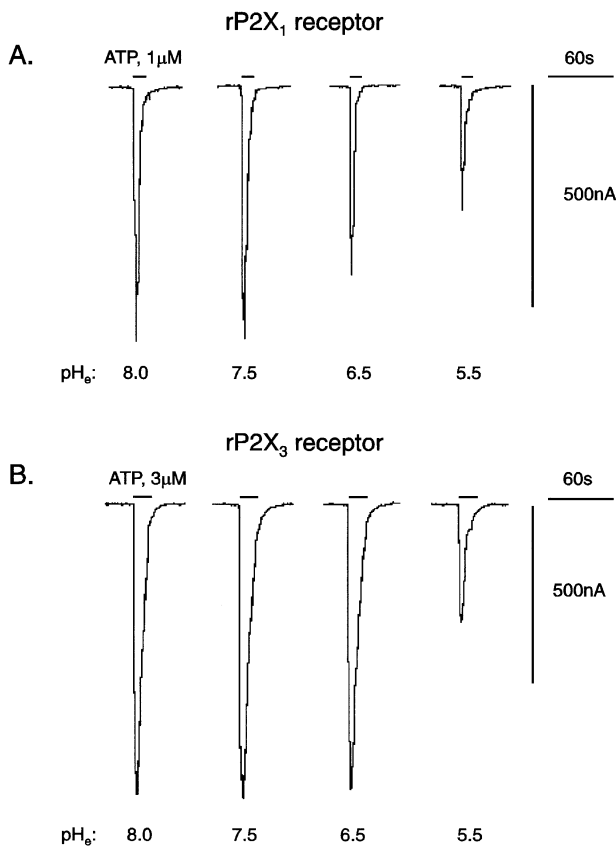 rP2X₁ receptor
A.
ATP, 1µM
60s
500nA
pHₑ: 8.0 7.5 6.5 5.5
rP2X₃ receptor
B.
ATP, 3µM
60s
500nA
pHₑ: 8.0 7.5 6.5 5.5